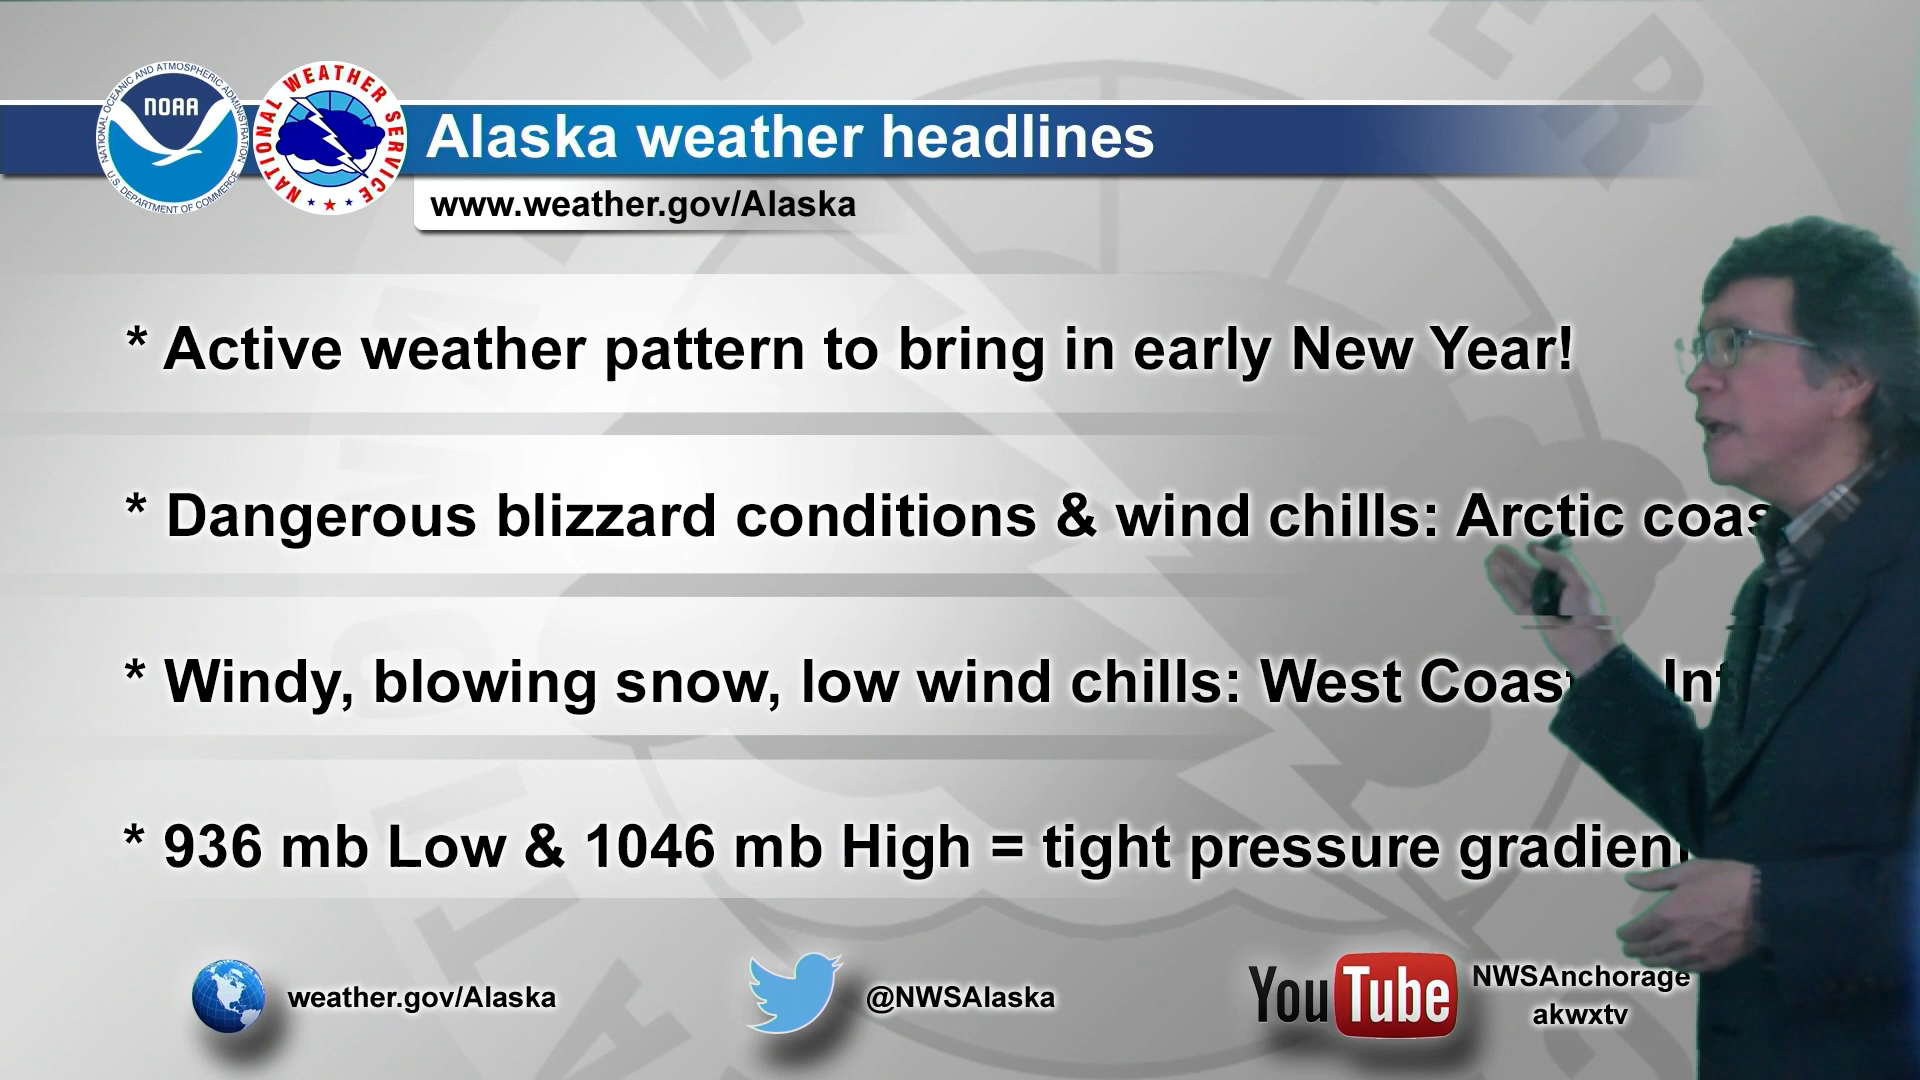 NATIONAL OCEANIC AND ATMOSPHERIC ADMINISTRATION
NOAA
U.S. DEPARTMENT OF COMMERCE
NATIONAL WEATHER SERVICE
Alaska weather headlines
www.weather.gov/Alaska
* Active weather pattern to bring in early New Year!
* Dangerous blizzard conditions & wind chills: Arctic coas
* Windy, blowing snow, low wind chills: West Coast Int
* 936 mb Low & 1046 mb High = tight pressure gradient
weather.gov/Alaska
@NWSAlaska
YouTube
NWSAnchorage
akwxtv